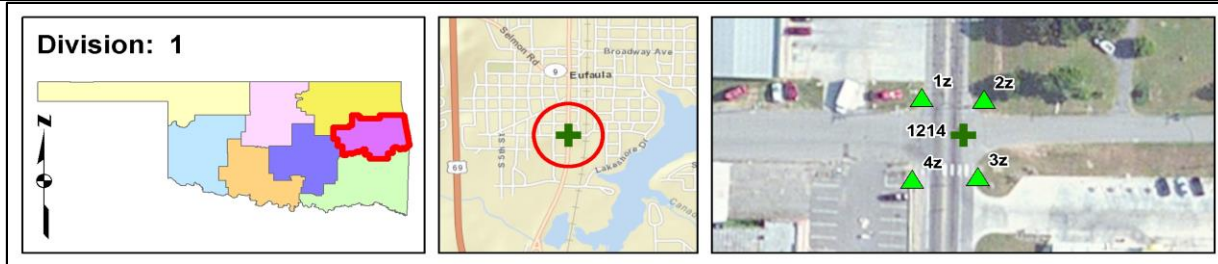 Division: 1
N
Selmon Rd
Broadway Ave
9
Eufaula
S 5th St
69
Lakeshore Dr
1z
2z
1214
4z
3z